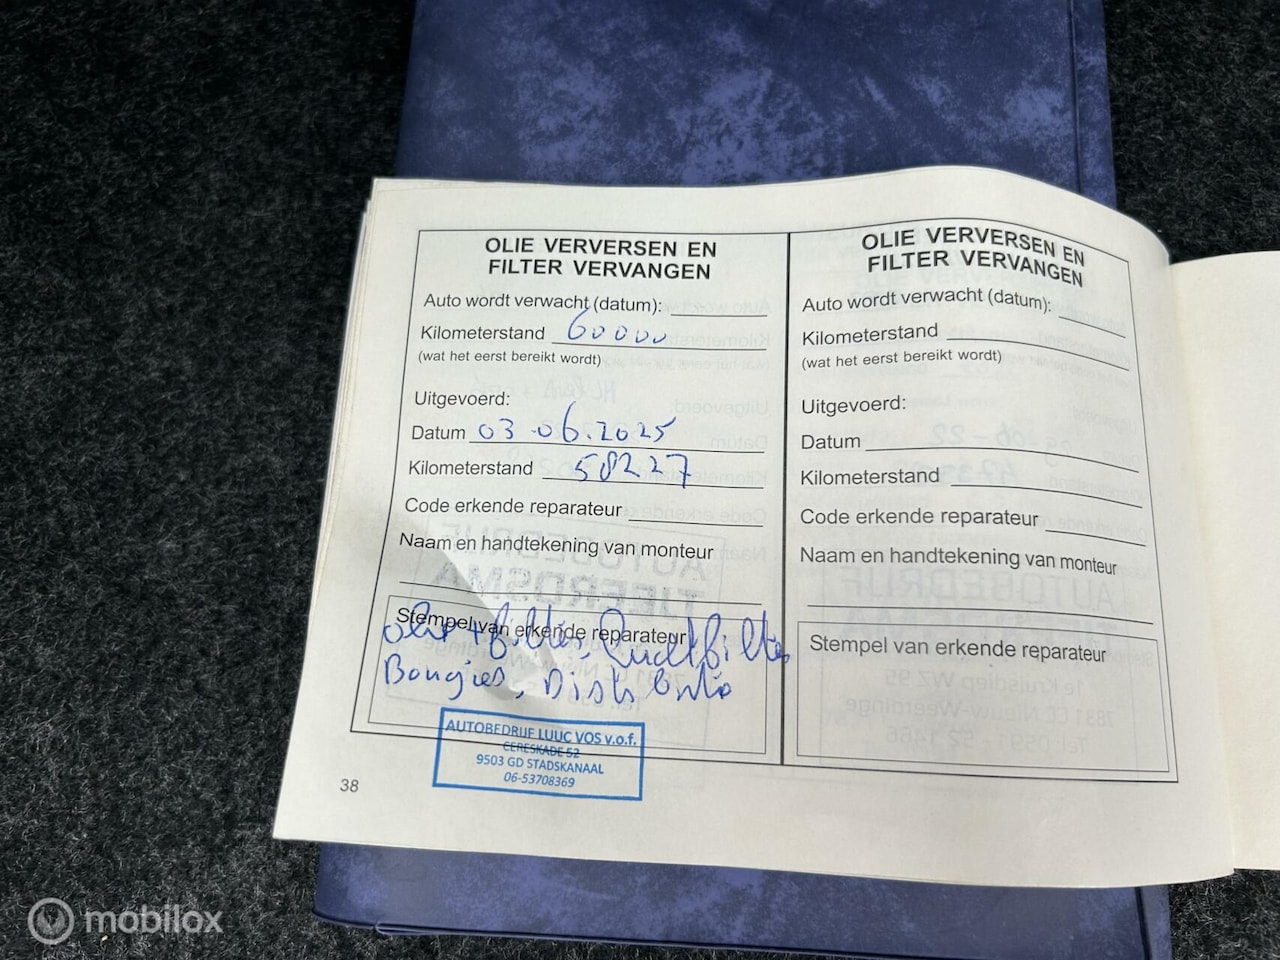 OLIE VERVERSEN EN
FILTER VERVANGEN
Auto wordt verwacht (datum):
Kilometerstand 60000
(wat het eerst bereikt wordt)
Uitgevoerd:
Datum 03-06.2025
Kilometerstand 58227
Code erkende reparateur
Naam en handtekening van monteur
Stempel van erkende reparateur
olie + filter, Luchtfilter
Bougies, Distr
AUTOBEDRIJF LUUC VOS v.o.f.
CERESKADE 52
9503 GD STADSKANAAL
06-53708369
38
OLIE VERVERSEN EN
FILTER VERVANGEN
Auto wordt verwacht (datum):
Kilometerstand
(wat het eerst bereikt wordt)
Uitgevoerd:
Datum
Kilometerstand
Code erkende reparateur
Naam en handtekening van monteur
Stempel van erkende reparateur
mobilox